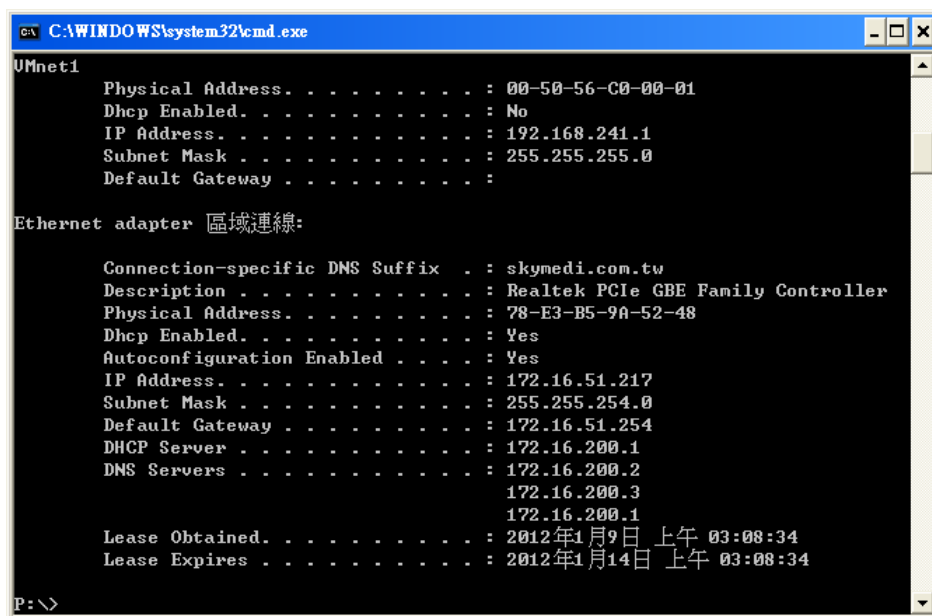 C:\WINDOWS\system32\cmd.exe
VMnet1
Physical Address. . . . . . . . . : 00-50-56-C0-00-01
Dhcp Enabled. . . . . . . . . . . : No
IP Address. . . . . . . . . . . . : 192.168.241.1
Subnet Mask . . . . . . . . . . . : 255.255.255.0
Default Gateway . . . . . . . . . :
Ethernet adapter 區域連線:
Connection-specific DNS Suffix  . : skymedi.com.tw
Description . . . . . . . . . . . : Realtek PCIe GBE Family Controller
Physical Address. . . . . . . . . : 78-E3-B5-9A-52-48
Dhcp Enabled. . . . . . . . . . . : Yes
Autoconfiguration Enabled . . . . : Yes
IP Address. . . . . . . . . . . . : 172.16.51.217
Subnet Mask . . . . . . . . . . . : 255.255.254.0
Default Gateway . . . . . . . . . : 172.16.51.254
DHCP Server . . . . . . . . . . . : 172.16.200.1
DNS Servers . . . . . . . . . . . : 172.16.200.2
172.16.200.3
172.16.200.1
Lease Obtained. . . . . . . . . . : 2012年1月9日 上午 03:08:34
Lease Expires . . . . . . . . . . : 2012年1月14日 上午 03:08:34
P:\>